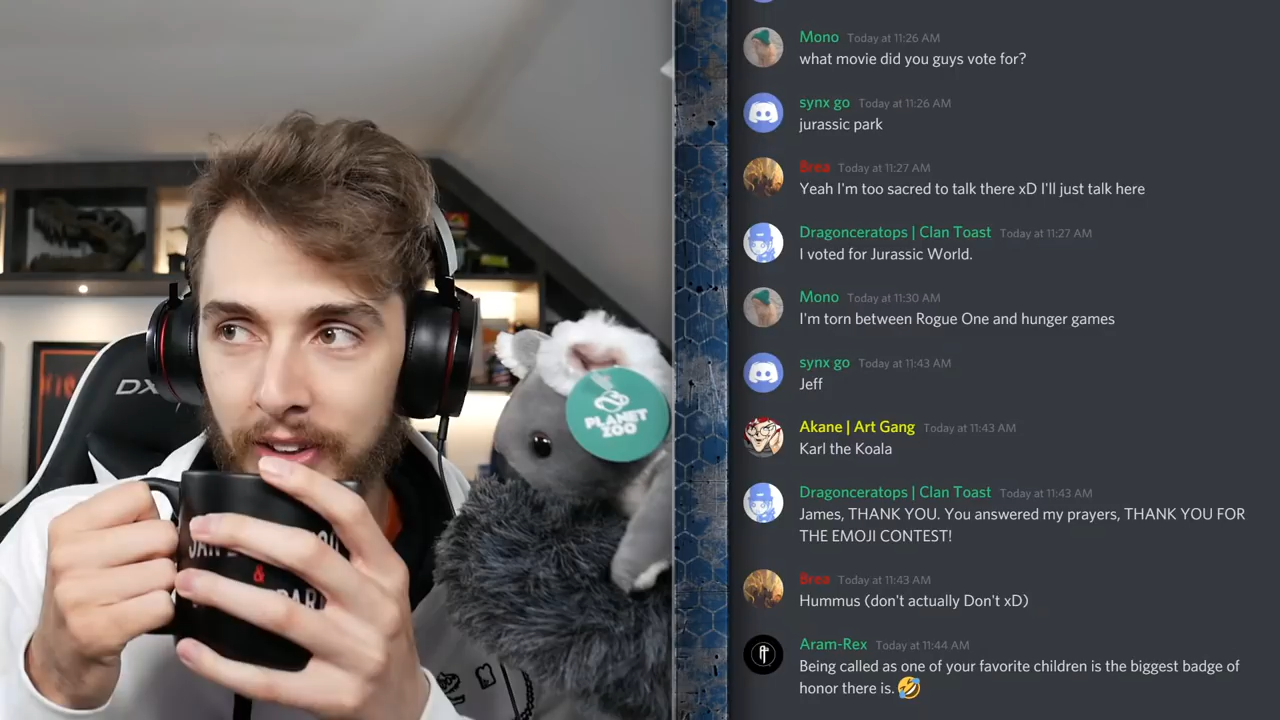 DX
PLANET
ZOO
&
Mono Today at 11:26 AM
what movie did you guys vote for?
synx go Today at 11:26 AM
jurassic park
Brea Today at 11:27 AM
Yeah I'm too sacred to talk there xD I'll just talk here
Dragonceratops | Clan Toast Today at 11:27 AM
I voted for Jurassic World.
Mono Today at 11:30 AM
I'm torn between Rogue One and hunger games
synx go Today at 11:43 AM
Jeff
Akane | Art Gang Today at 11:43 AM
Karl the Koala
Dragonceratops | Clan Toast Today at 11:43 AM
James, THANK YOU. You answered my prayers, THANK YOU FOR
THE EMOJI CONTEST!
Brea Today at 11:43 AM
Hummus (don't actually Don't xD)
Aram-Rex Today at 11:44 AM
Being called as one of your favorite children is the biggest badge of
honor there is.🤣